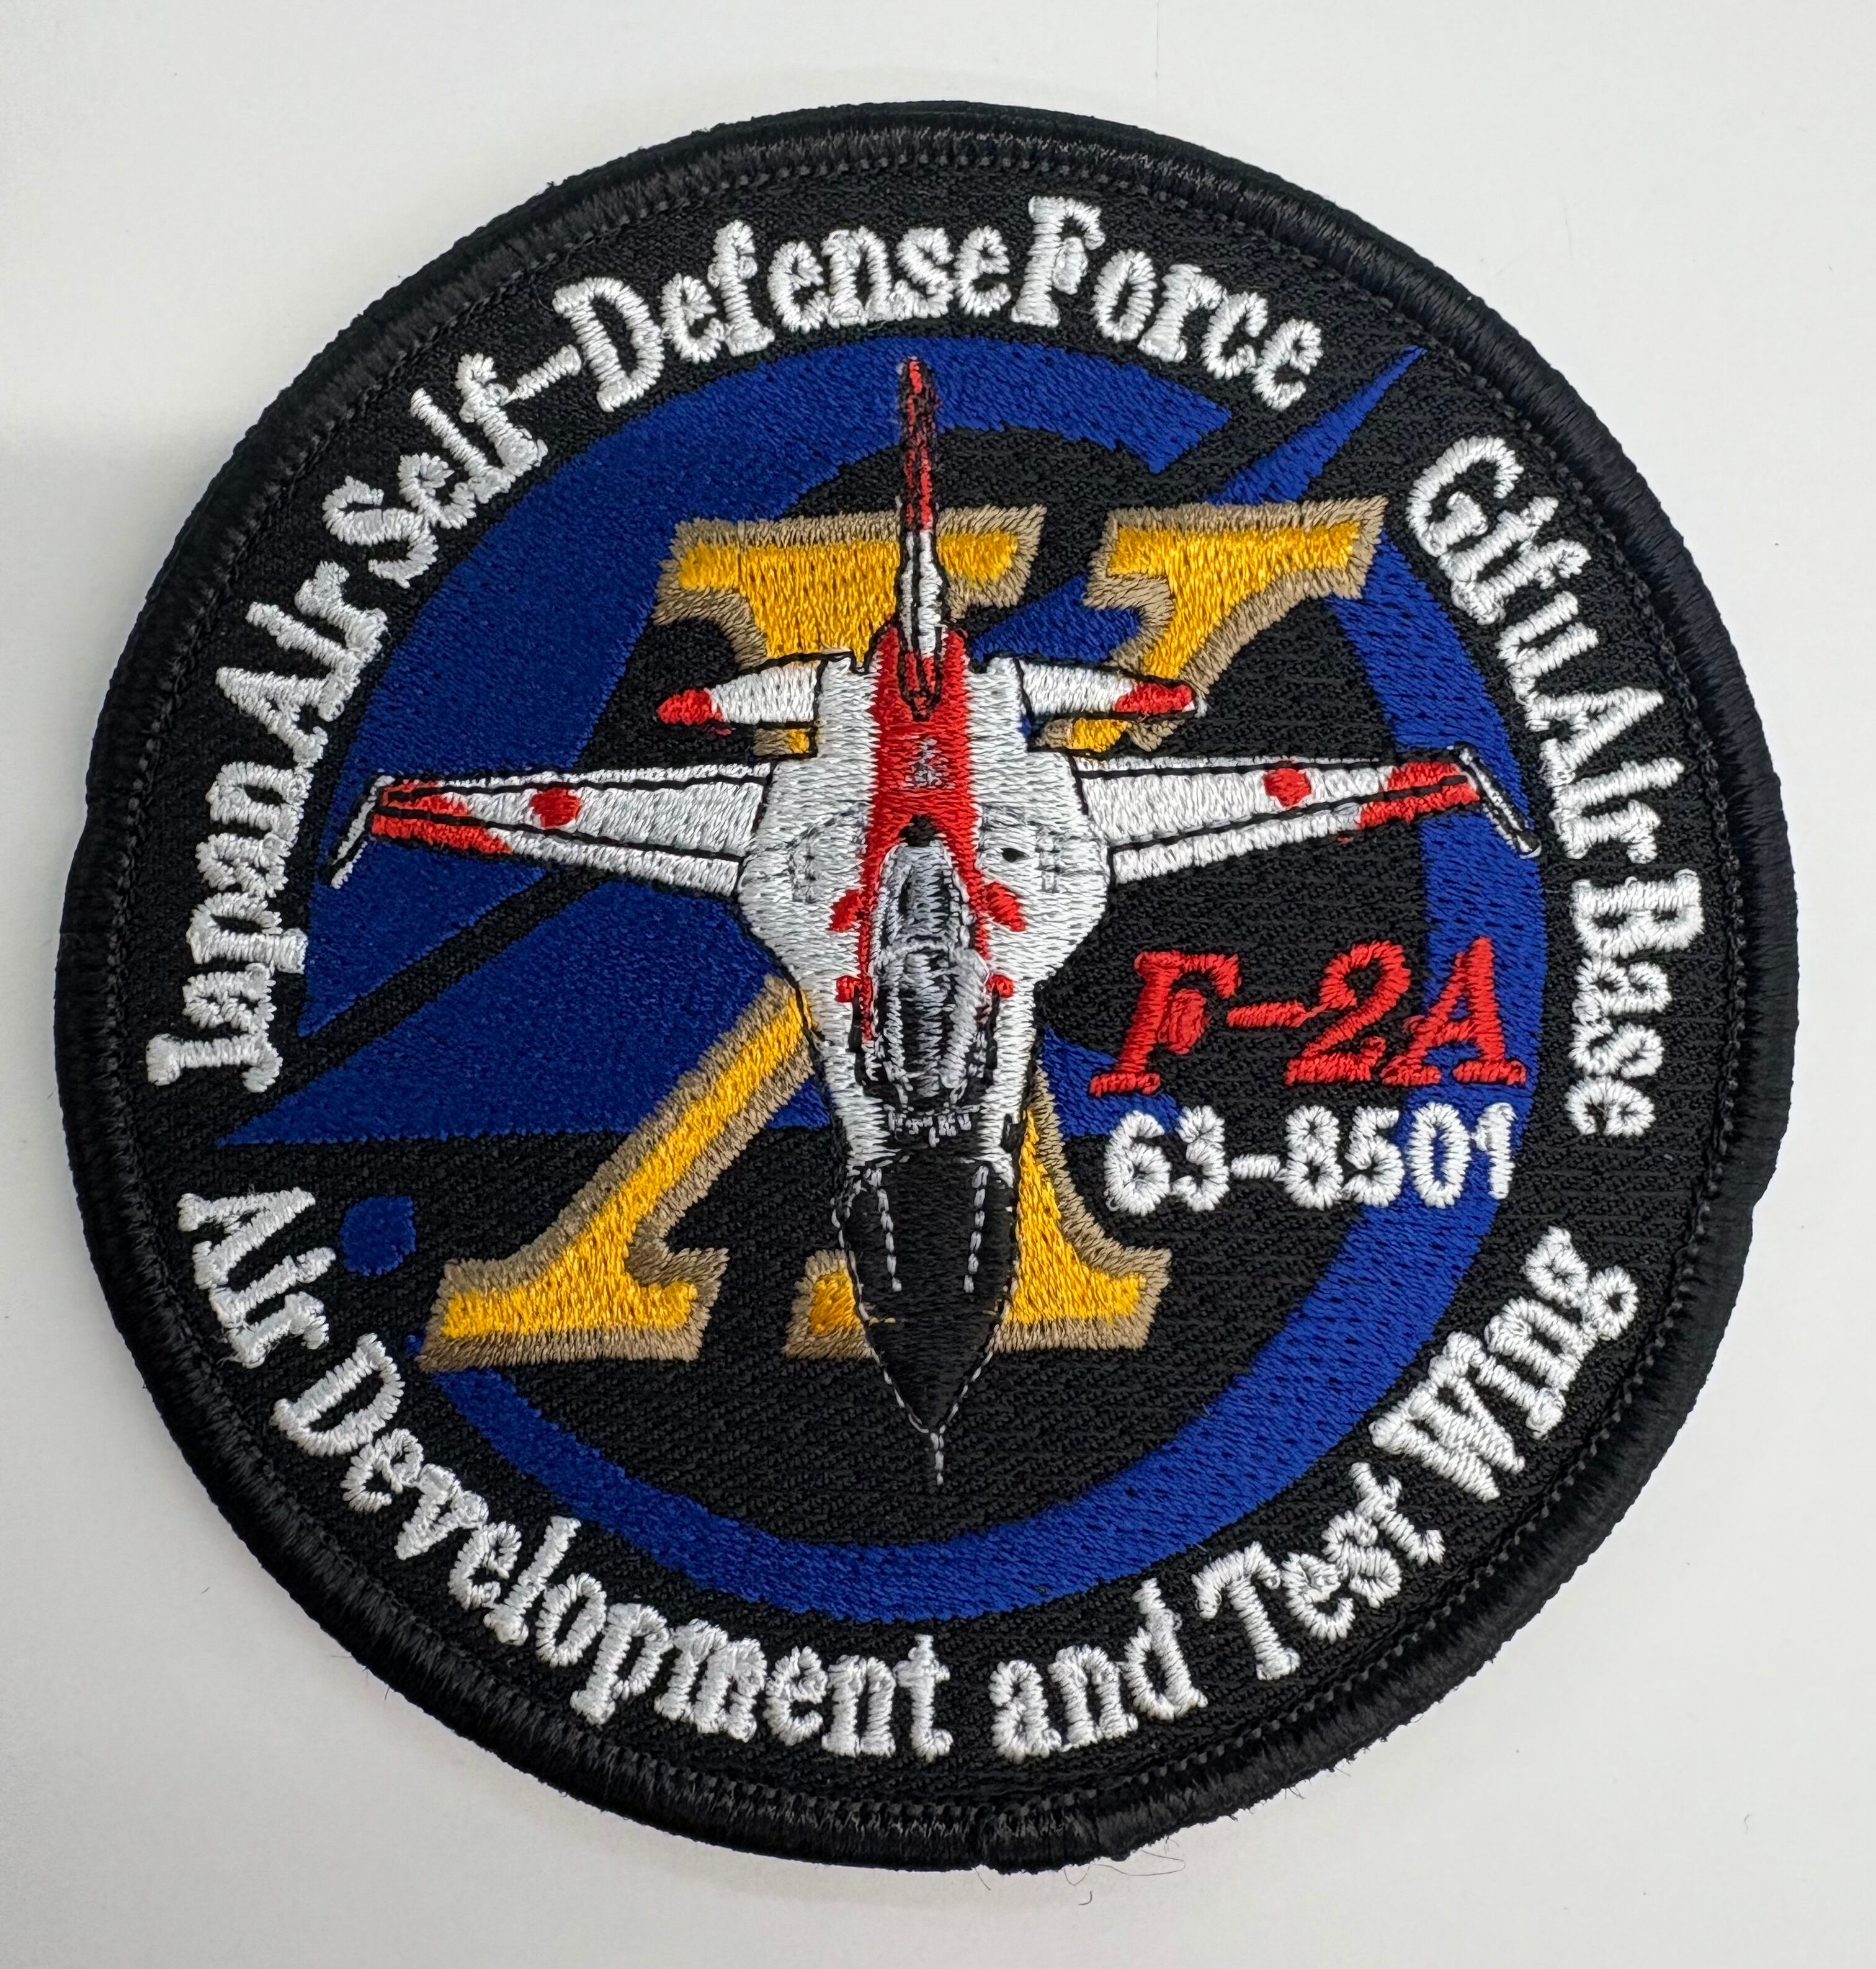 Japan Air Self-Defense Force
Gifu Air Base
X
F-2A
63-8501
Air Development and Test Wing